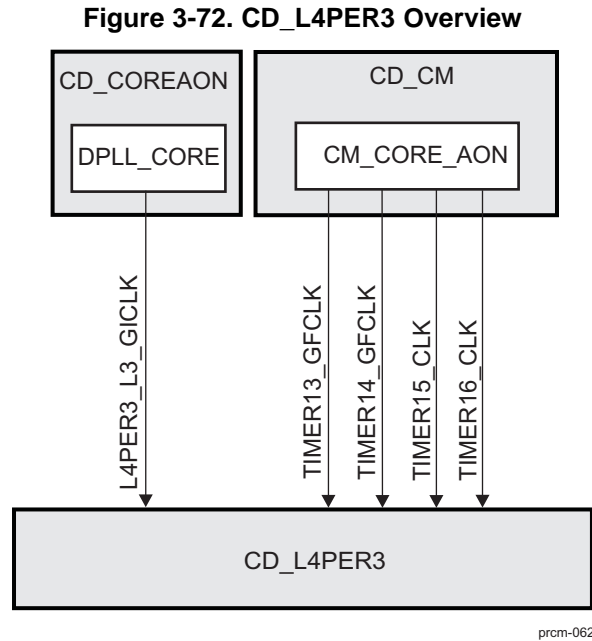 Figure 3-72. CD_L4PER3 Overview
CD_COREAON
CD_CM
DPLL_CORE
CM_CORE_AON
L4PER3_L3_GICLK
TIMER13_GFCLK
TIMER14_GFCLK
TIMER15_CLK
TIMER16_CLK
CD_L4PER3
prcm-062